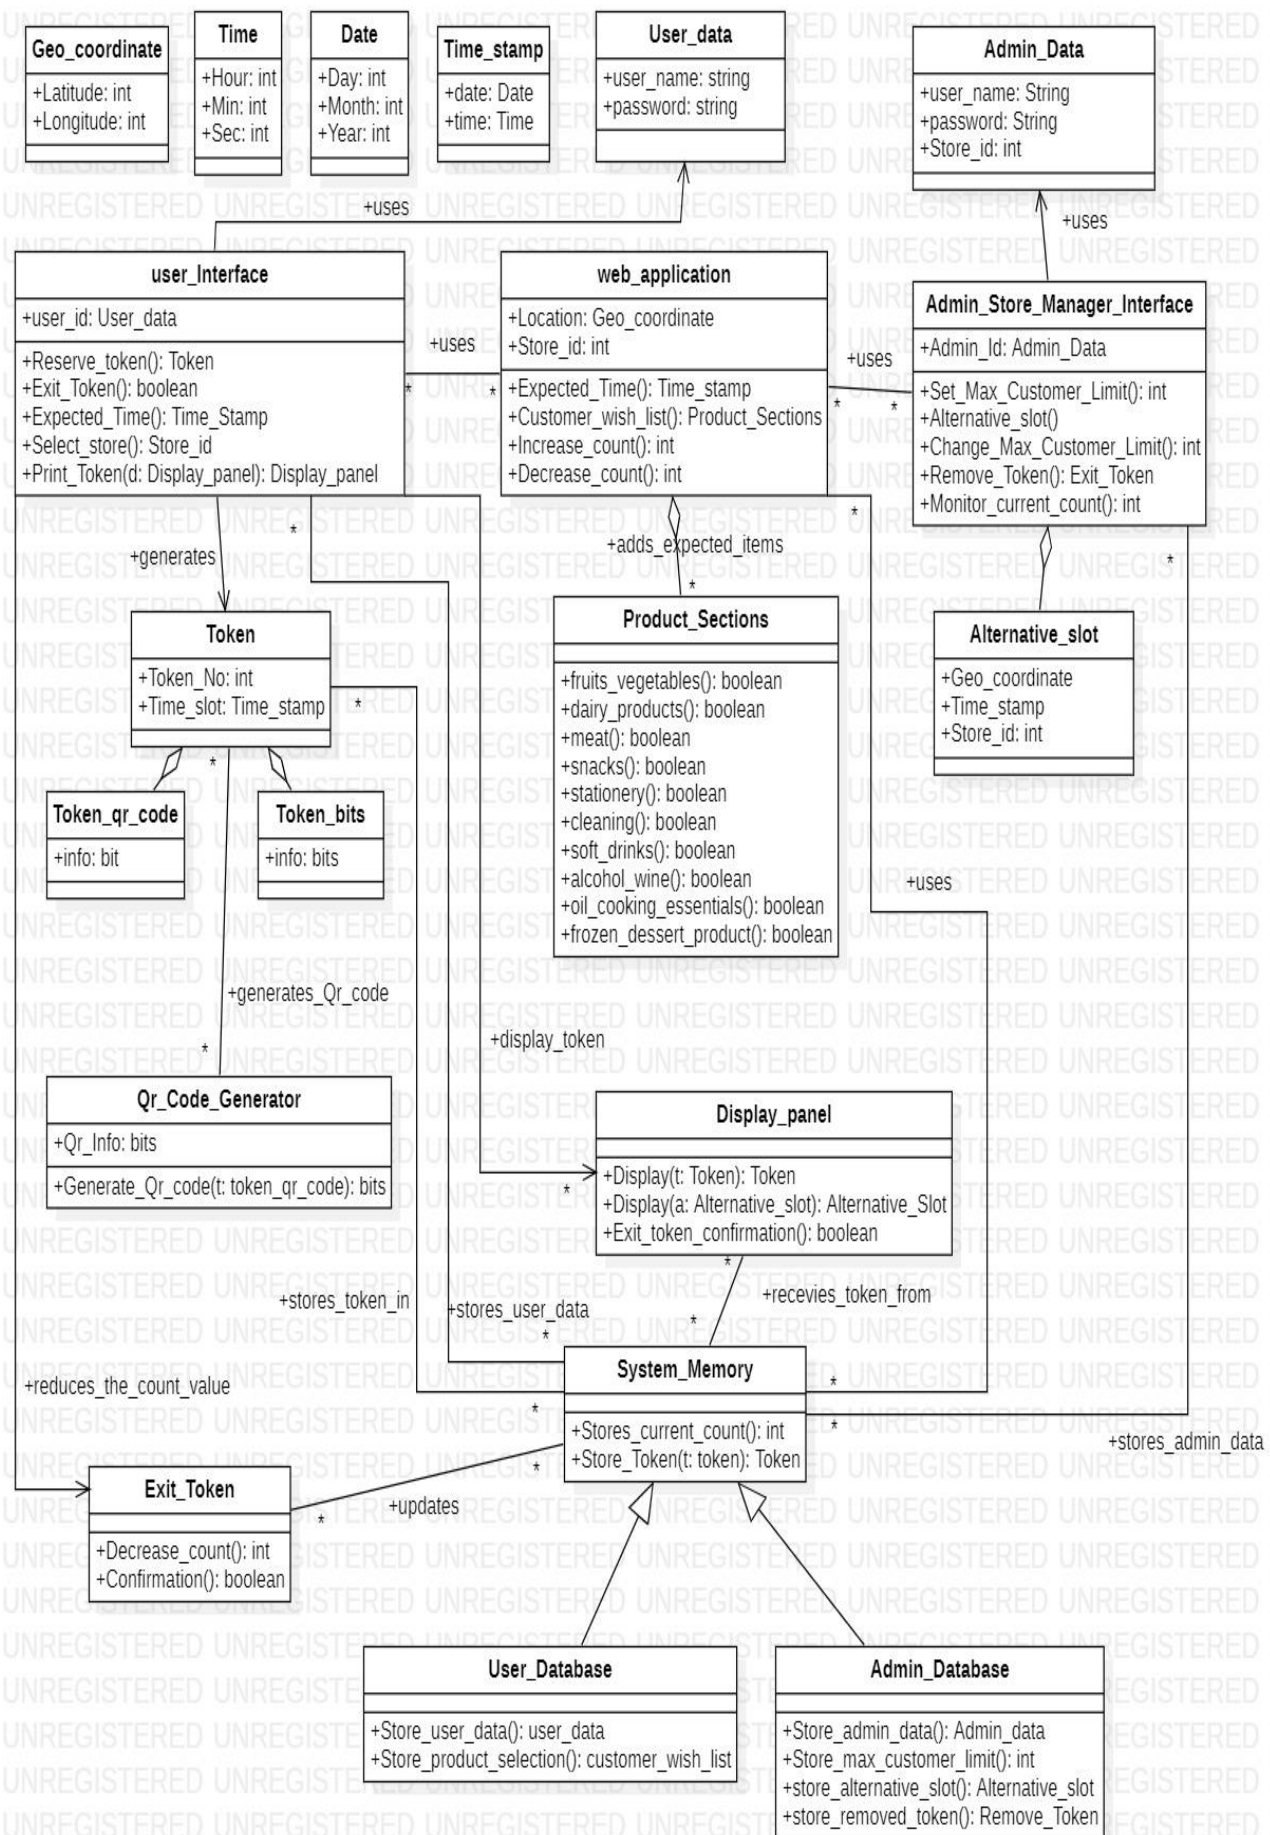 Geo_coordinate
+Latitude: int
+Longitude: int
Time
+Hour: int
+Min: int
+Sec: int
Date
+Day: int
+Month: int
+Year: int
Time_stamp
+date: Date
+time: Time
User_data
+user_name: string
+password: string
Admin_Data
+user_name: String
+password: String
+Store_id: int
+uses
+uses
user_Interface
+user_id: User_data
+Reserve_token(): Token
+Exit_Token(): boolean
+Expected_Time(): Time_Stamp
+Select_store(): Store_id
+Print_Token(d: Display_panel): Display_panel
+uses
*
*
web_application
+Location: Geo_coordinate
+Store_id: int
+Expected_Time(): Time_stamp
+Customer_wish_list(): Product_Sections
+Increase_count(): int
+Decrease_count(): int
+uses
*
*
Admin_Store_Manager_Interface
+Admin_Id: Admin_Data
+Set_Max_Customer_Limit(): int
+Alternative_slot()
+Change_Max_Customer_Limit(): int
+Remove_Token(): Exit_Token
+Monitor_current_count(): int
+generates
*
+adds_expected_items
*
*
*
Token
+Token_No: int
+Time_slot: Time_stamp
*
*
Product_Sections
+fruits_vegetables(): boolean
+dairy_products(): boolean
+meat(): boolean
+snacks(): boolean
+stationery(): boolean
+cleaning(): boolean
+soft_drinks(): boolean
+alcohol_wine(): boolean
+oil_cooking_essentials(): boolean
+frozen_dessert_product(): boolean
Alternative_slot
+Geo_coordinate
+Time_stamp
+Store_id: int
Token_qr_code
+info: bit
Token_bits
+info: bits
+uses
+generates_Qr_code
*
+display_token
Qr_Code_Generator
+Qr_Info: bits
+Generate_Qr_code(t: token_qr_code): bits
Display_panel
+Display(t: Token): Token
+Display(a: Alternative_slot): Alternative_Slot
+Exit_token_confirmation(): boolean
*
*
+stores_token_in
+stores_user_data
*
+recevies_token_from
*
System_Memory
+Stores_current_count(): int
+Store_Token(t: token): Token
+reduces_the_count_value
*
*
*
*
+stores_admin_data
Exit_Token
+Decrease_count(): int
+Confirmation(): boolean
*
+updates
User_Database
+Store_user_data(): user_data
+Store_product_selection(): customer_wish_list
Admin_Database
+Store_admin_data(): Admin_data
+Store_max_customer_limit(): int
+store_alternative_slot(): Alternative_slot
+store_removed_token(): Remove_Token
UNREGISTERED